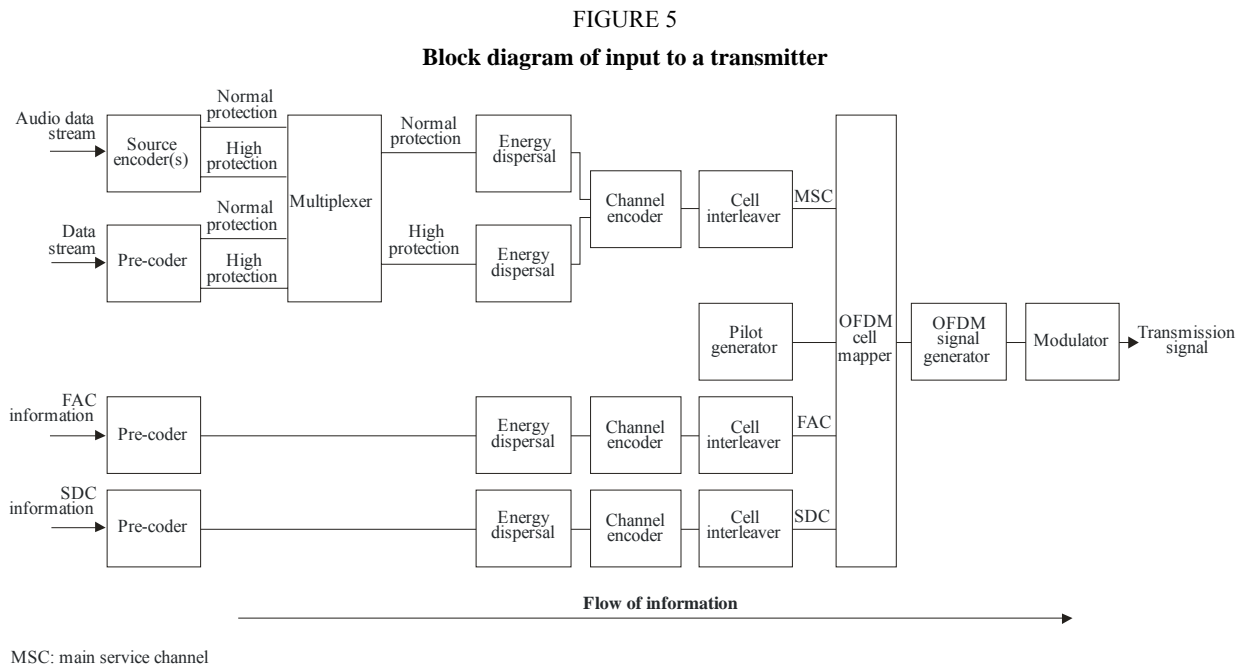 FIGURE 5
Block diagram of input to a transmitter
Audio data
stream
Source
encoder(s)
Normal
protection
High
protection
Data
stream
Pre-coder
Normal
protection
High
protection
Multiplexer
Normal
protection
High
protection
Energy
dispersal
Energy
dispersal
Channel
encoder
Cell
interleaver
MSC
Pilot
generator
OFDM
cell
mapper
OFDM
signal
generator
Modulator
Transmission
signal
FAC
information
Pre-coder
Energy
dispersal
Channel
encoder
Cell
interleaver
FAC
SDC
information
Pre-coder
Energy
dispersal
Channel
encoder
Cell
interleaver
SDC
Flow of information
MSC: main service channel